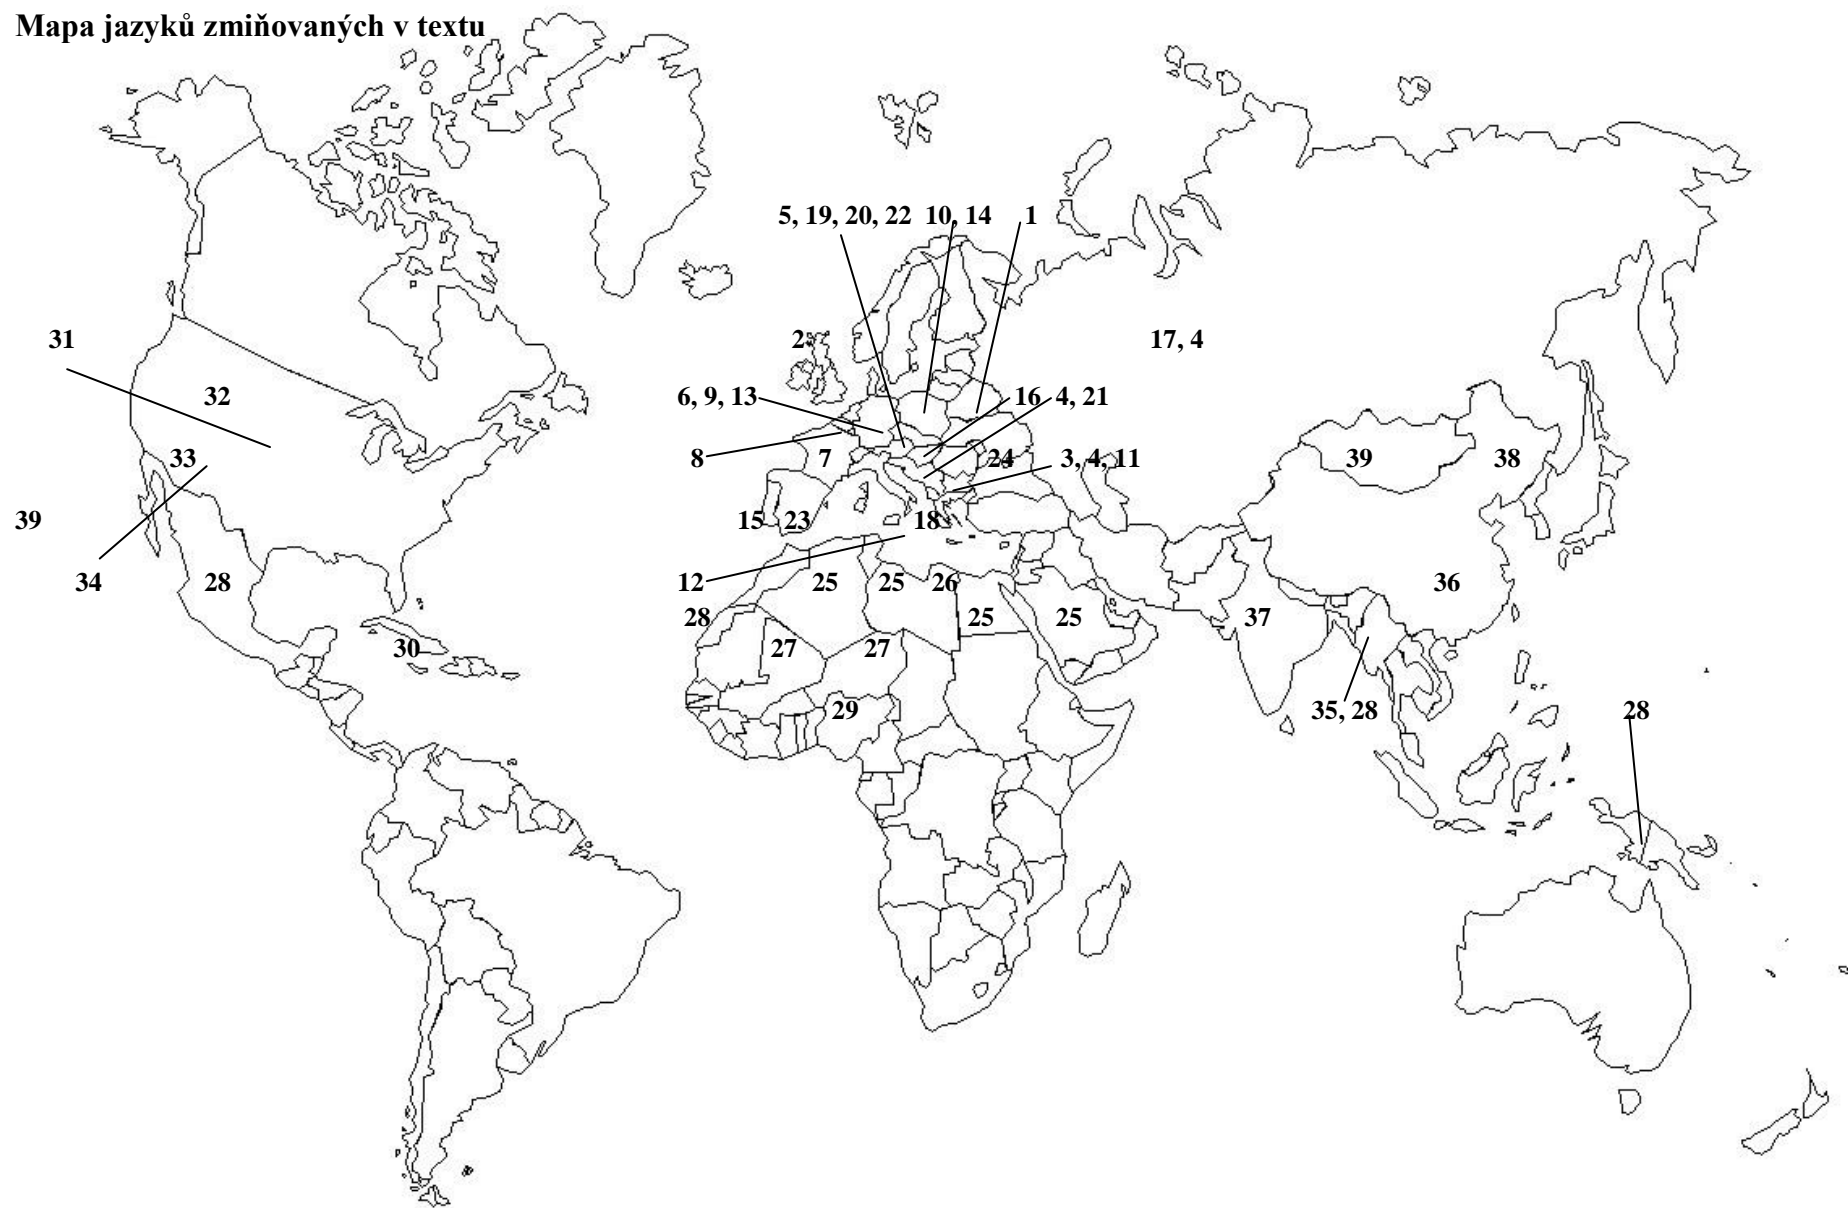 Mapa jazyků zmiňovaných v textu
5, 19, 20, 22 10, 14 1
31 2 17, 4
32 6, 9, 13 16 4, 21
33 8 7 24 3, 4, 11 39 38
39 15 23 18
34 28 12 25 25 26 36
28 25 25 37
30 27 27
29 35, 28 28